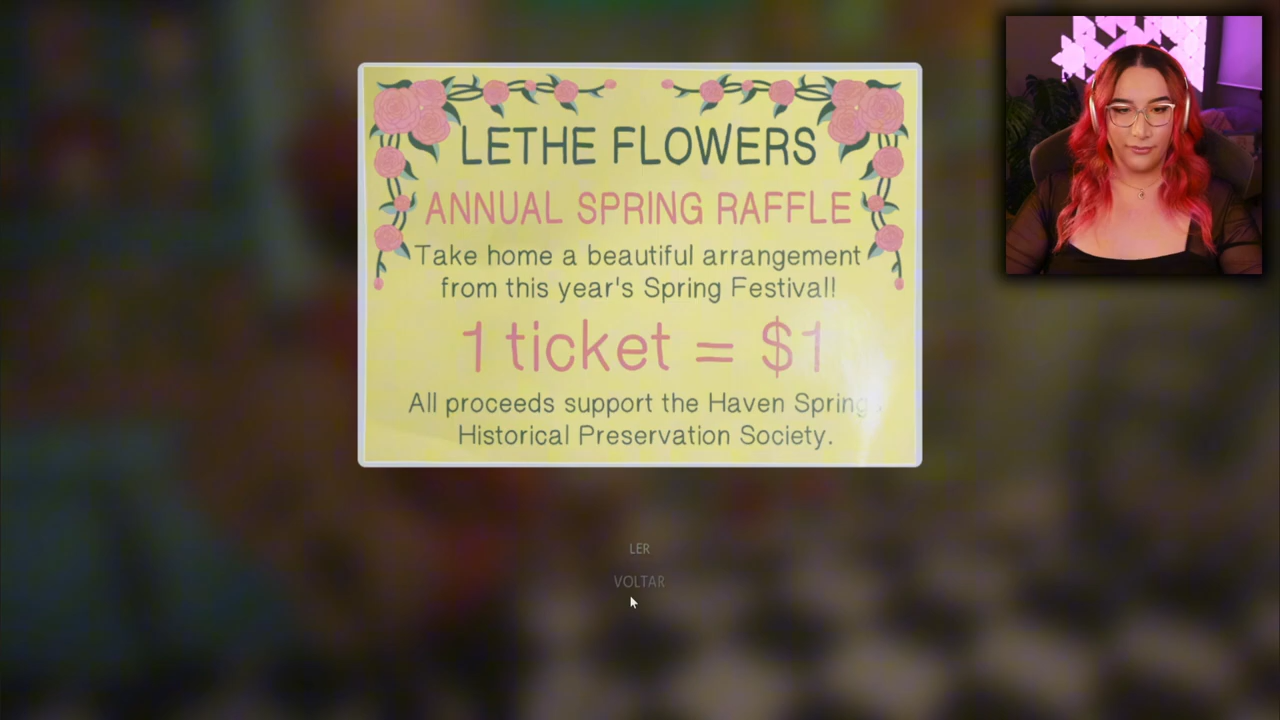 LETHE FLOWERS
ANNUAL SPRING RAFFLE
Take home a beautiful arrangement
from this year's Spring Festival!
1 ticket = $1
All proceeds support the Haven Springs
Historical Preservation Society.
LER
VOLTAR